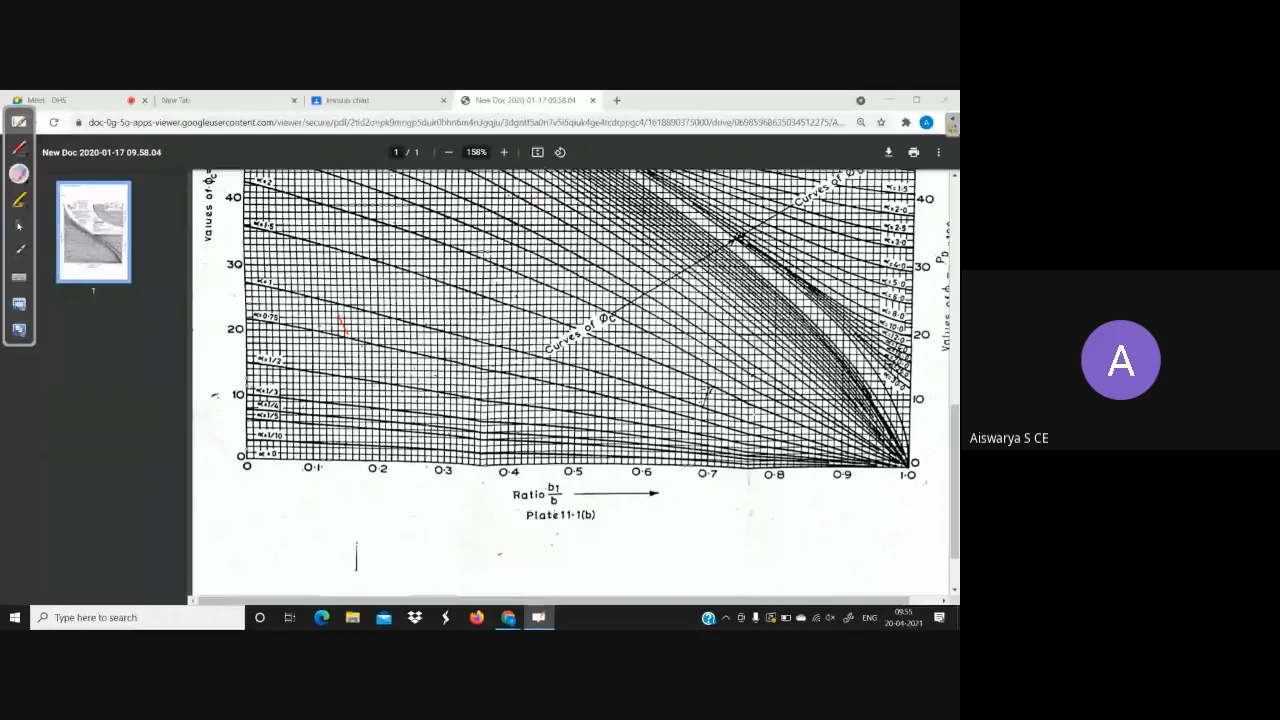 Meet - DHS
New Tab
khoslas chart
New Doc 2020-01-17 09.58.04
New Doc 2020-01-17 09.58.04
1 / 1
158%
1
Values of ϕc =
40
30
20
10
0
α=2
α=1·5
α=1
α=0·75
α=1/2
α=1/3
α=1/4
α=1/5
α=1/10
α=0
Curves of ϕC
Curves of ϕ
α=1·5
α=2·0
α=2·5
α=3·0
α=4·0
α=5·0
α=6·0
α=8·0
α=10·0
40
30
20
10
0
Values of ϕ
0
0·1
0·2
0·3
0·4
0·5
0·6
0·7
0·8
0·9
1·0
Ratio b1/b
Plate 11·1(b)
Type here to search
ENG
09:55
20-04-2021
A
Aiswarya S CE